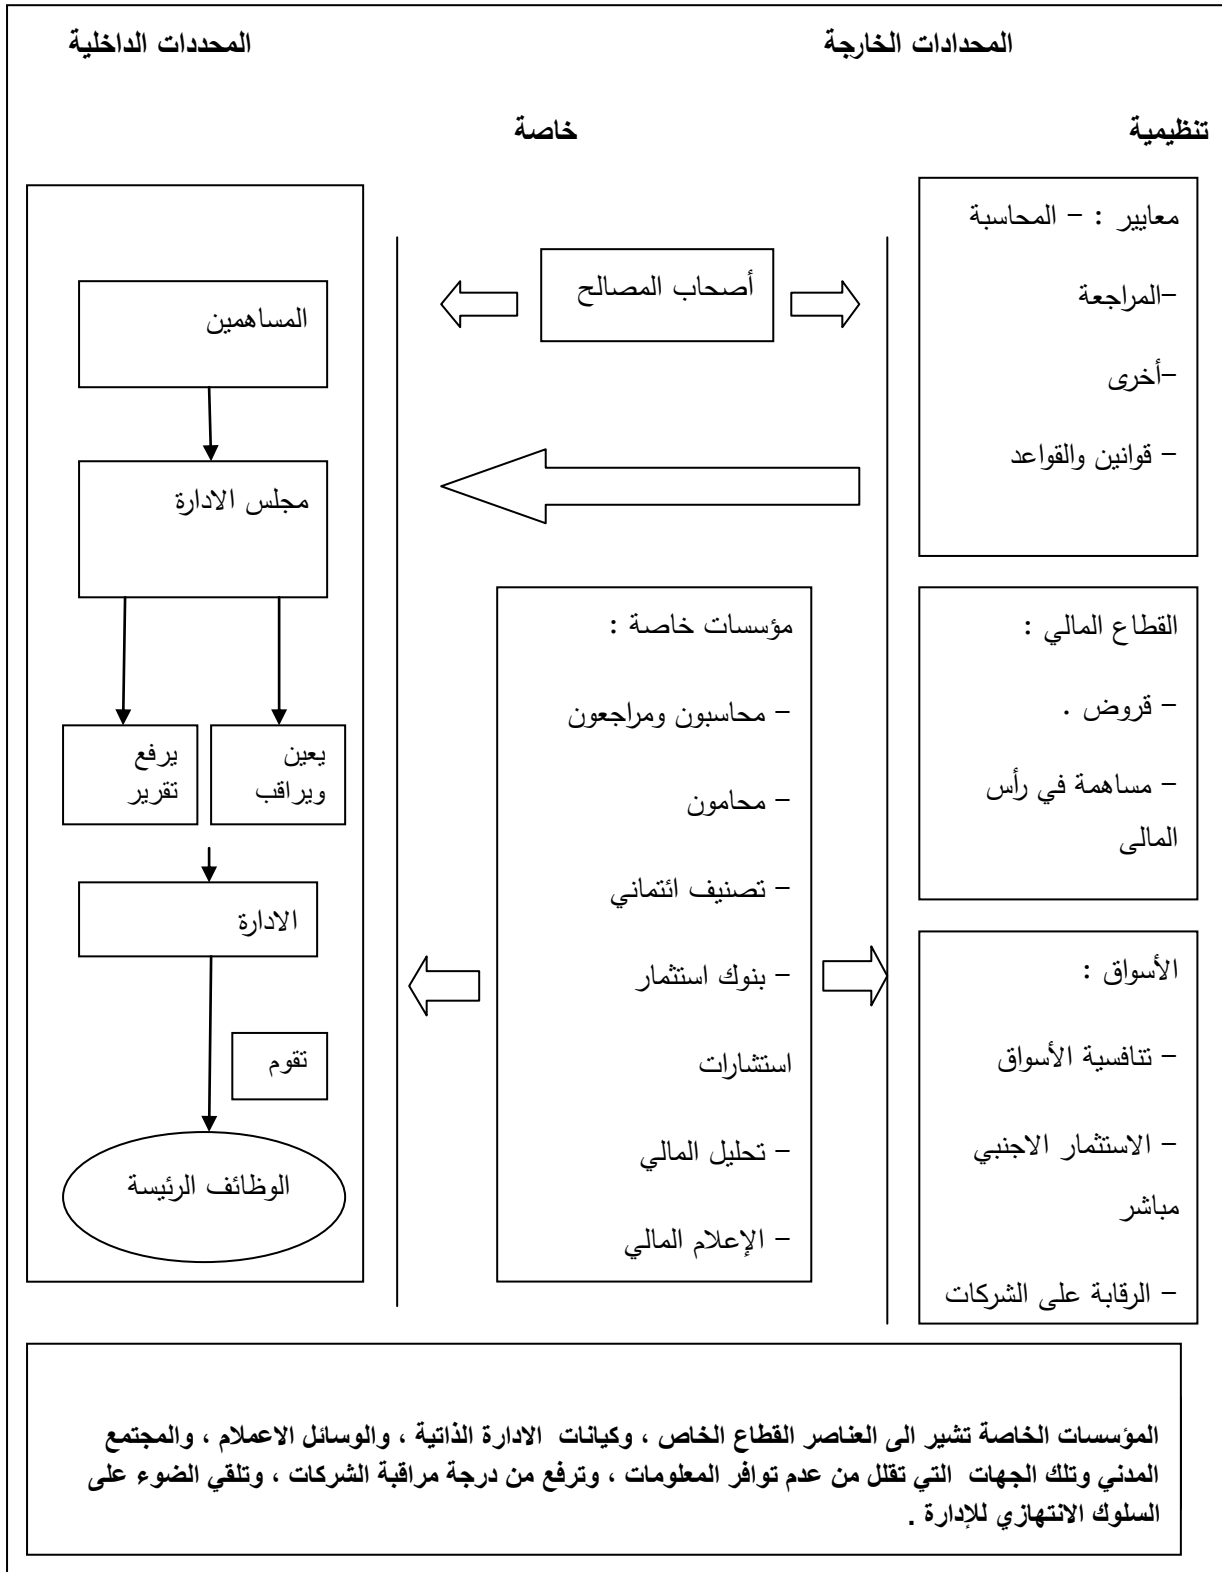 المحدادات الخارجة
المحددات الداخلية
تنظيمية
خاصة
معايير : – المحاسبة
–المراجعة
–أخرى
– قوانين والقواعد
القطاع المالي :
– قروض .
– مساهمة في رأس
المالى
الأسواق :
– تنافسية الأسواق
– الاستثمار الاجنبي
مباشر
– الرقابة على الشركات
أصحاب المصالح
مؤسسات خاصة :
– محاسبون ومراجعون
– محامون
– تصنيف ائتماني
– بنوك استثمار
استشارات
– تحليل المالي
– الإعلام المالي
المساهمين
مجلس الادارة
يعين
ويراقب
يرفع
تقرير
الادارة
تقوم
الوظائف الرئيسة
المؤسسات الخاصة تشير الى العناصر القطاع الخاص ، وكيانات الادارة الذاتية ، والوسائل الاعملام ، والمجتمع
المدني وتلك الجهات التي تقلل من عدم توافر المعلومات ، وترفع من درجة مراقبة الشركات ، وتلقي الضوء على
السلوك الانتهازي للإدارة .